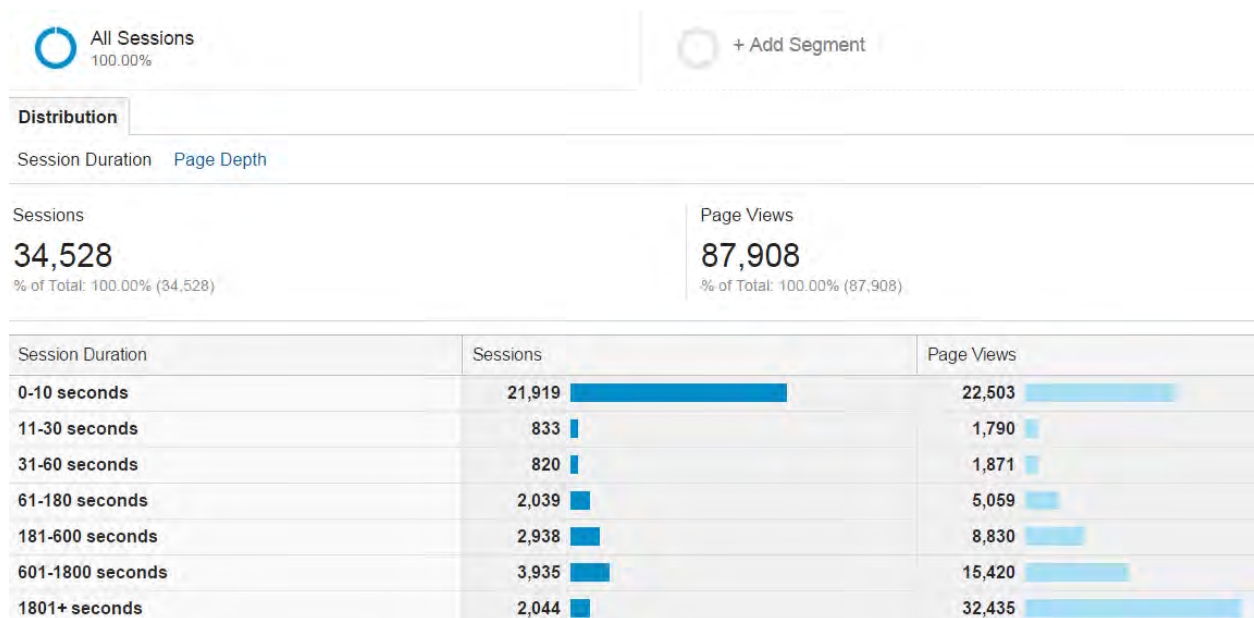 All Sessions
100.00%
+ Add Segment
Distribution
Session Duration Page Depth
Sessions
34,528
% of Total: 100.00% (34,528)
Page Views
87,908
% of Total: 100.00% (87,908)
Session Duration Sessions Page Views
0-10 seconds 21,919 22,503
11-30 seconds 833 1,790
31-60 seconds 820 1,871
61-180 seconds 2,039 5,059
181-600 seconds 2,938 8,830
601-1800 seconds 3,935 15,420
1801+ seconds 2,044 32,435